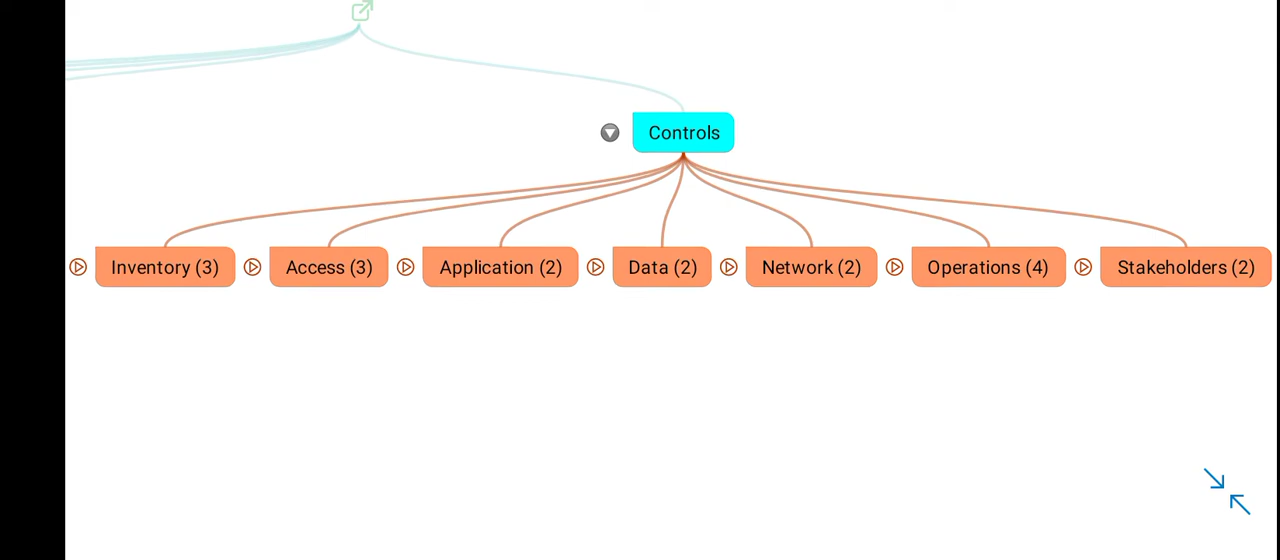 Controls
Inventory (3)
Access (3)
Application (2)
Data (2)
Network (2)
Operations (4)
Stakeholders (2)